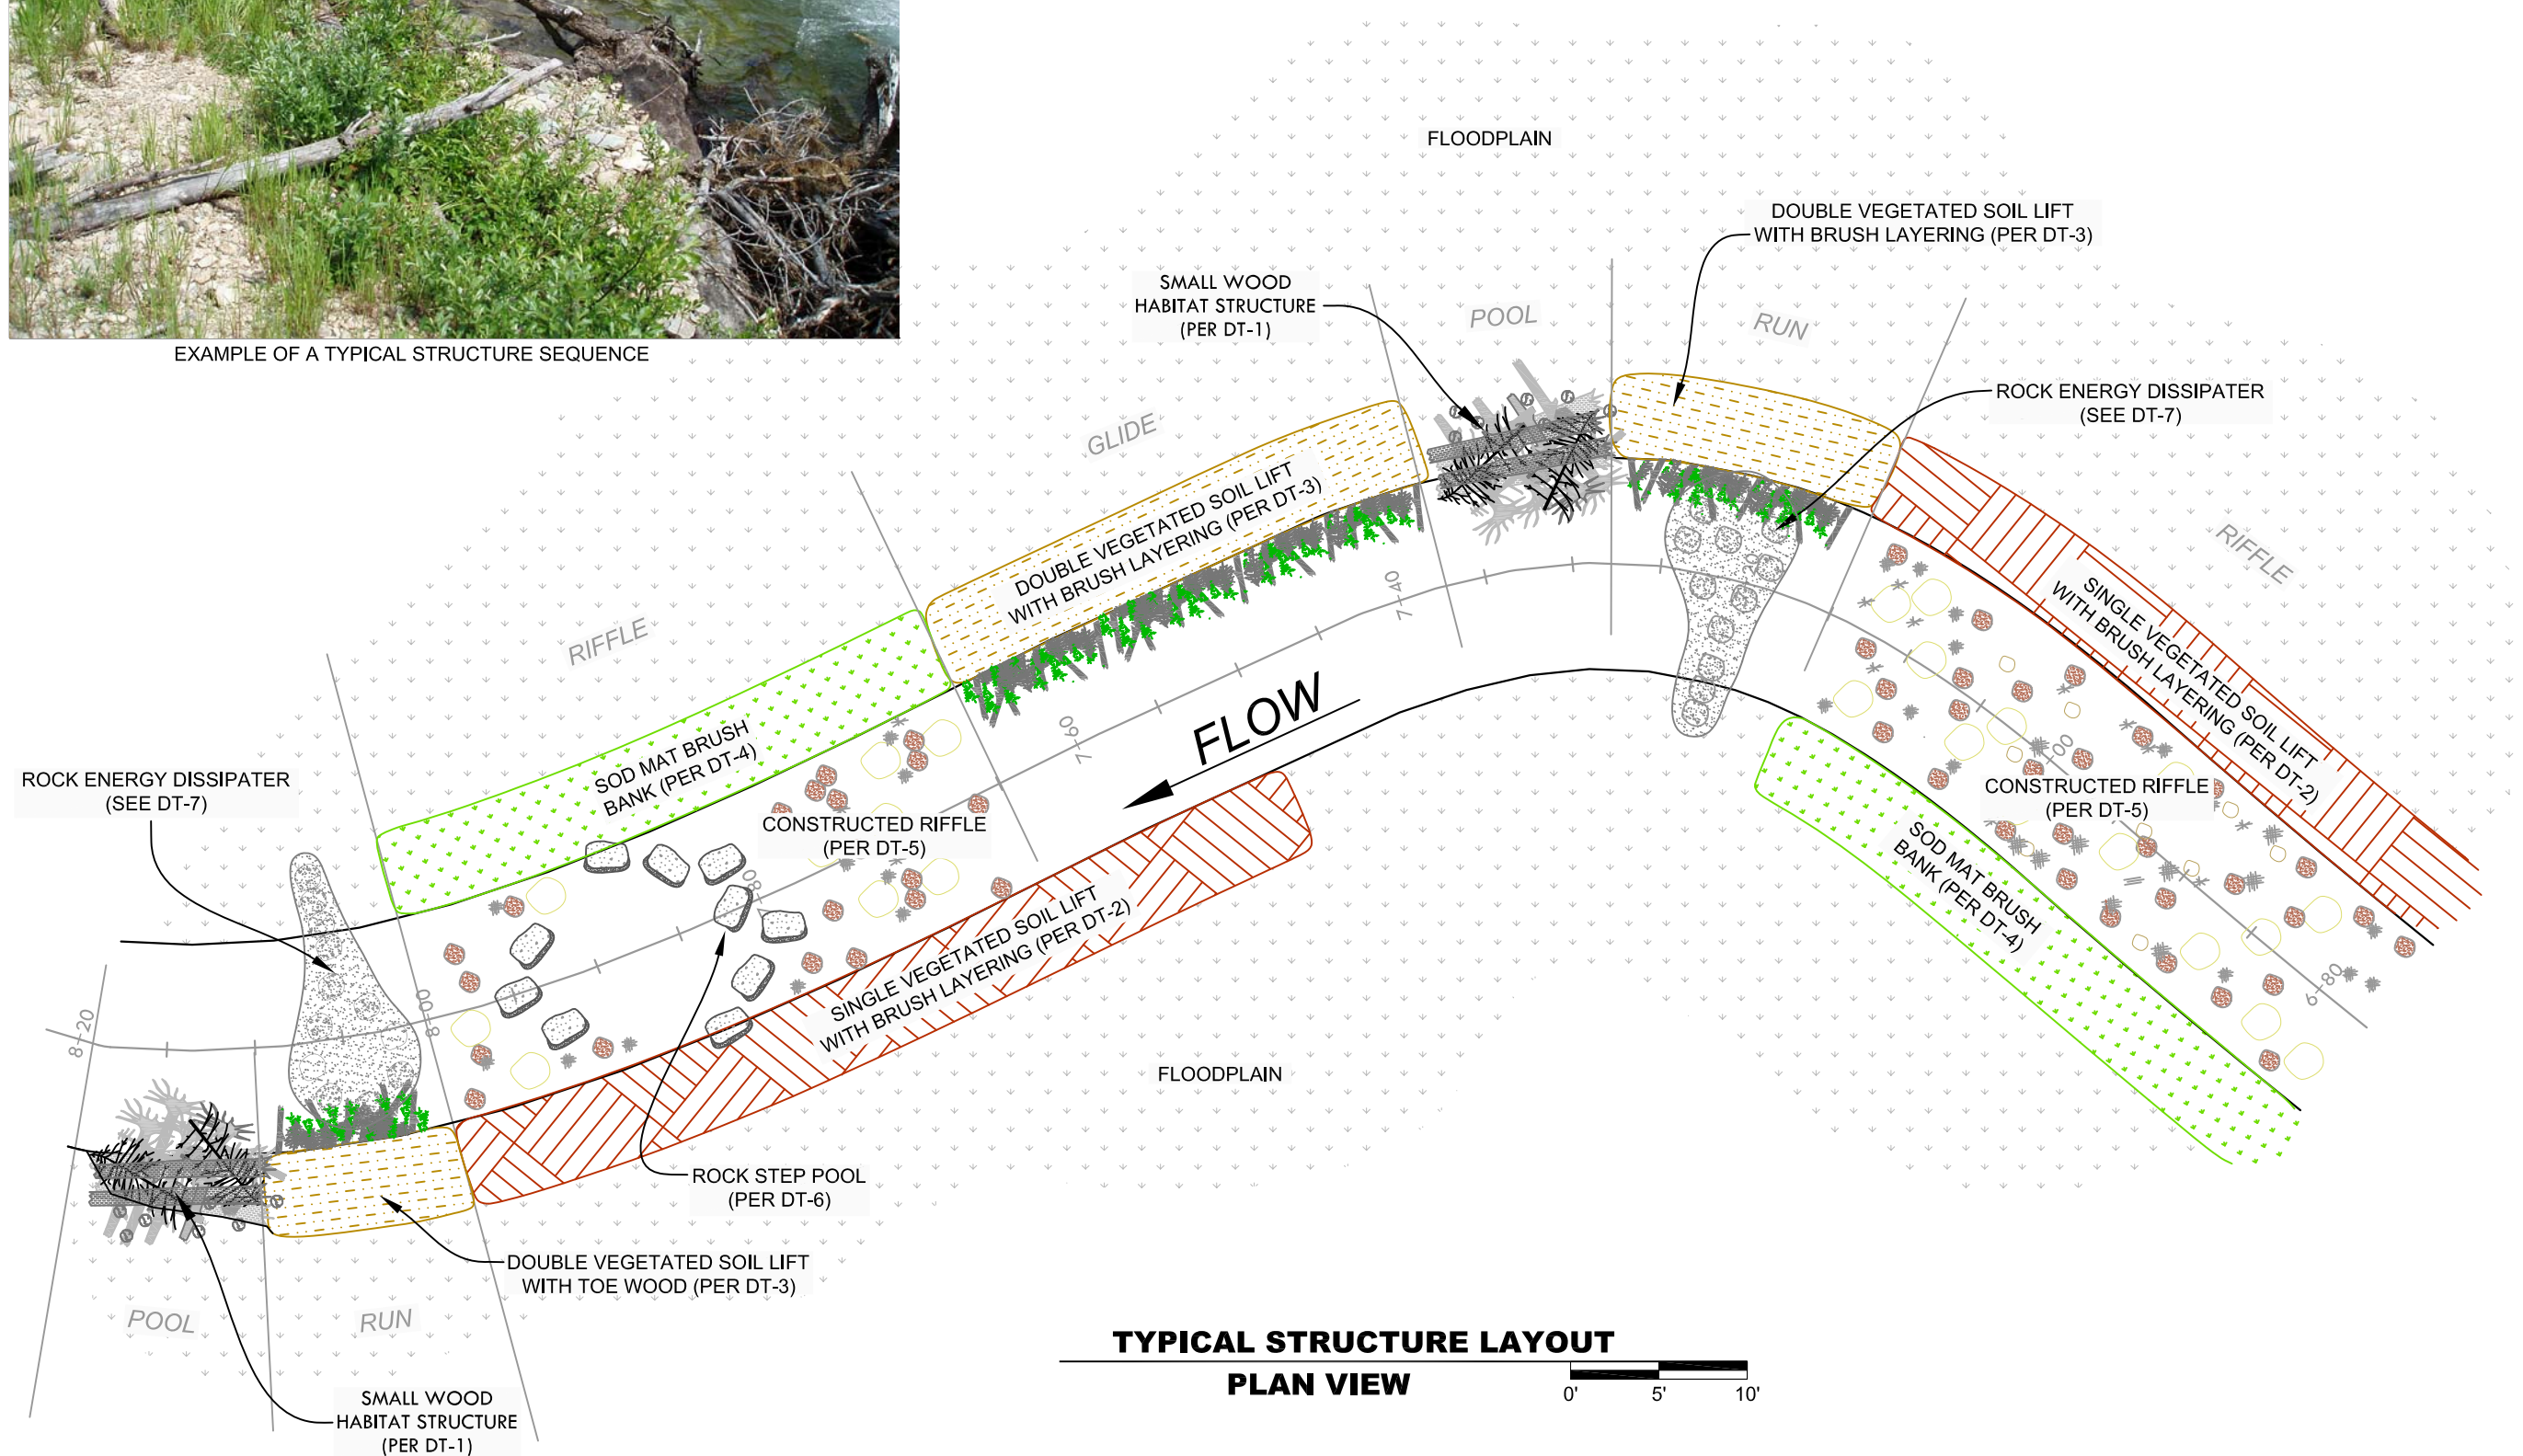 EXAMPLE OF A TYPICAL STRUCTURE SEQUENCE
FLOODPLAIN
DOUBLE VEGETATED SOIL LIFT
WITH BRUSH LAYERING (PER DT-3)
SMALL WOOD
HABITAT STRUCTURE
(PER DT-1)
POOL
RUN
ROCK ENERGY DISSIPATER
(SEE DT-7)
GLIDE
DOUBLE VEGETATED SOIL LIFT
WITH BRUSH LAYERING (PER DT-3)
RIFFLE
SINGLE VEGETATED SOIL LIFT
WITH BRUSH LAYERING (PER DT-2)
7-40
RIFFLE
7-60
FLOW
SOD MAT BRUSH
BANK (PER DT-4)
ROCK ENERGY DISSIPATER
(SEE DT-7)
CONSTRUCTED RIFFLE
(PER DT-5)
CONSTRUCTED RIFFLE
(PER DT-5)
SOD MAT BRUSH
BANK (PER DT-4)
SINGLE VEGETATED SOIL LIFT
WITH BRUSH LAYERING (PER DT-2)
6-80
8-00
8-20
FLOODPLAIN
ROCK STEP POOL
(PER DT-6)
DOUBLE VEGETATED SOIL LIFT
WITH TOE WOOD (PER DT-3)
POOL
RUN
SMALL WOOD
HABITAT STRUCTURE
(PER DT-1)
TYPICAL STRUCTURE LAYOUT
PLAN VIEW
0' 5' 10'